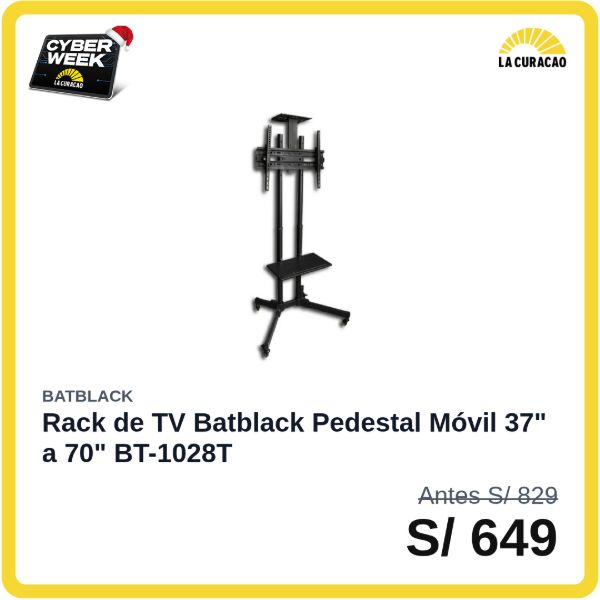 CYBER
WEEK
LA CURACAO
LA CURACAO
BATBLACK
Rack de TV Batblack Pedestal Móvil 37"
a 70" BT-1028T
Antes S/ 829
S/ 649